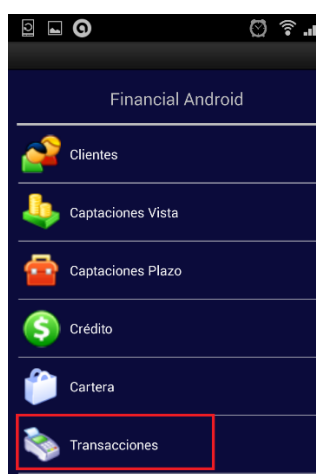 Financial Android
Clientes
Captaciones Vista
Captaciones Plazo
Crédito
Cartera
Transacciones